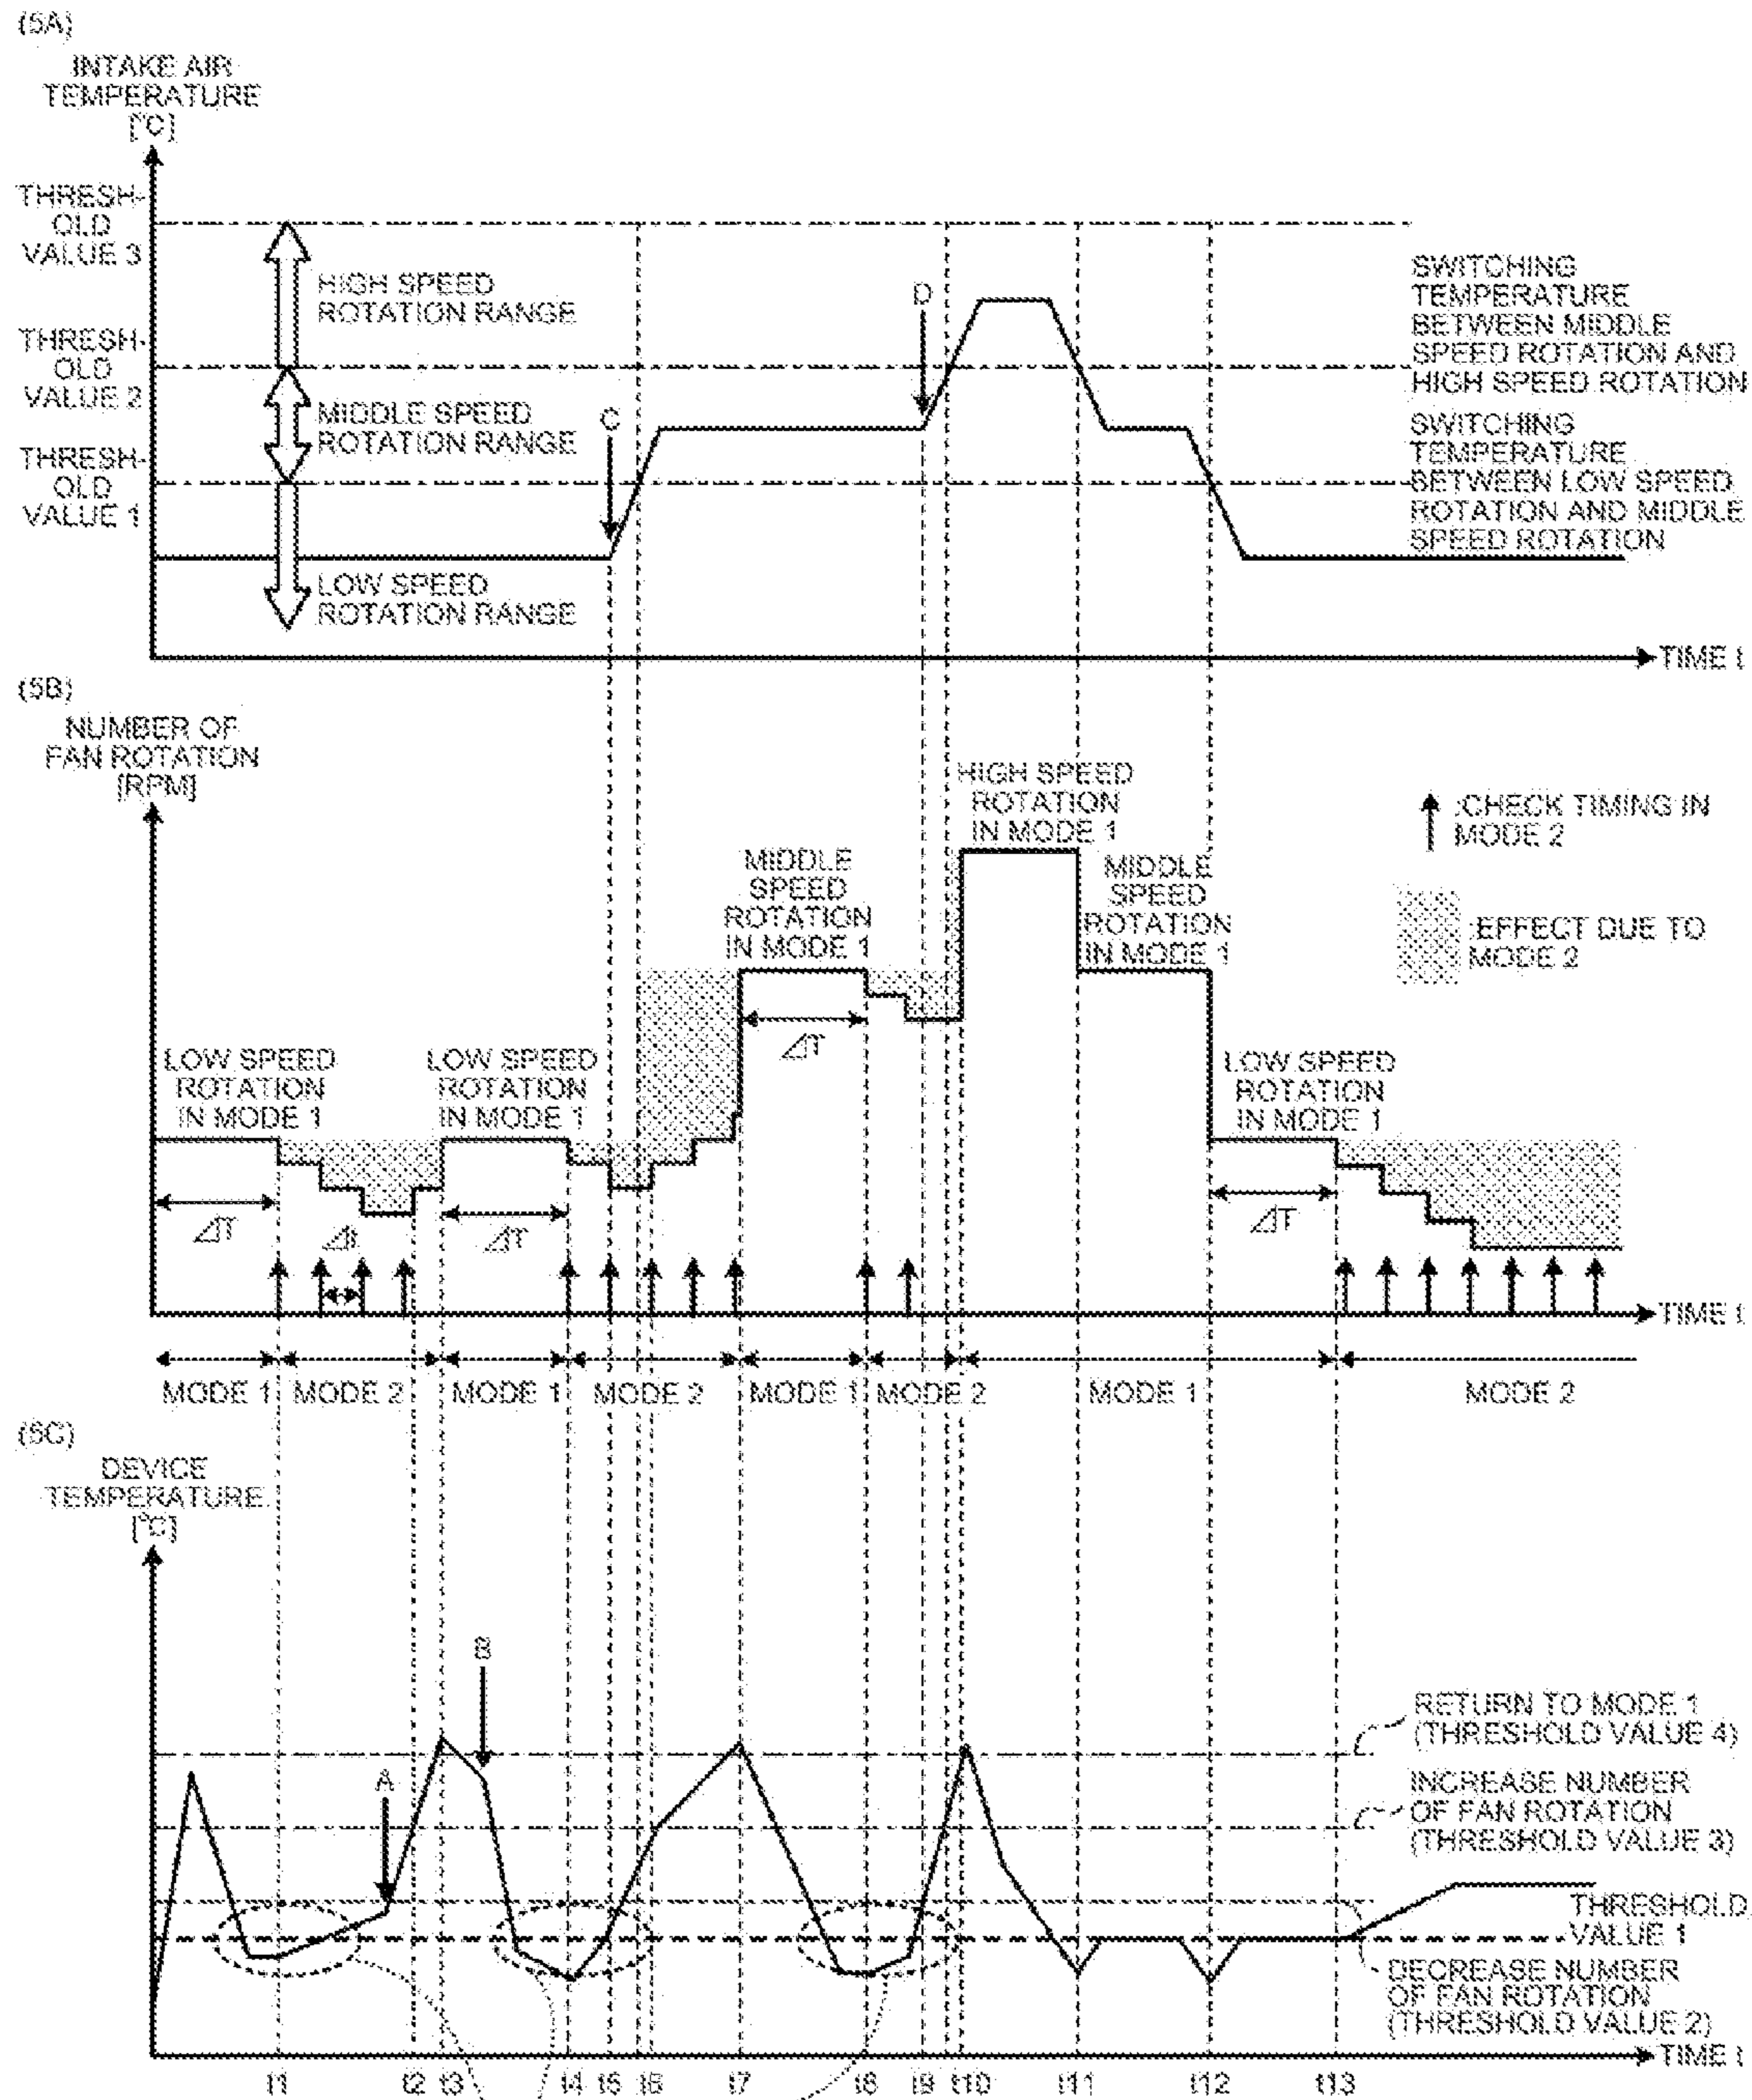 (5A)
INTAKE AIR
TEMPERATURE
[°C]
THRESH-
OLD
VALUE 3
HIGH SPEED
ROTATION RANGE
THRESH-
OLD
VALUE 2
MIDDLE SPEED
ROTATION RANGE
THRESH-
OLD
VALUE 1
LOW SPEED
ROTATION RANGE
C
D
SWITCHING
TEMPERATURE
BETWEEN MIDDLE
SPEED ROTATION AND
HIGH SPEED ROTATION
SWITCHING
TEMPERATURE
BETWEEN LOW SPEED
ROTATION AND MIDDLE
SPEED ROTATION
TIME t
(5B)
NUMBER OF
FAN ROTATION
[RPM]
LOW SPEED
ROTATION
IN MODE 1
LOW SPEED
ROTATION
IN MODE 1
MIDDLE
SPEED
ROTATION
IN MODE 1
HIGH SPEED
ROTATION
IN MODE 1
MIDDLE
SPEED
ROTATION
IN MODE 1
LOW SPEED
ROTATION
IN MODE 1
:CHECK TIMING IN
MODE 2
:EFFECT DUE TO
MODE 2
ΔT
Δt
ΔT
ΔT
ΔT
TIME t
MODE 1
MODE 2
MODE 1
MODE 2
MODE 1
MODE 2
MODE 1
MODE 2
(5C)
DEVICE
TEMPERATURE
[°C]
A
B
RETURN TO MODE 1
(THRESHOLD VALUE 4)
INCREASE NUMBER
OF FAN ROTATION
(THRESHOLD VALUE 3)
THRESHOLD
VALUE 1
DECREASE NUMBER
OF FAN ROTATION
(THRESHOLD VALUE 2)
TIME t
t1 t2 t3 t4 t5 t6 t7 t8 t9 t10 t11 t12 t13